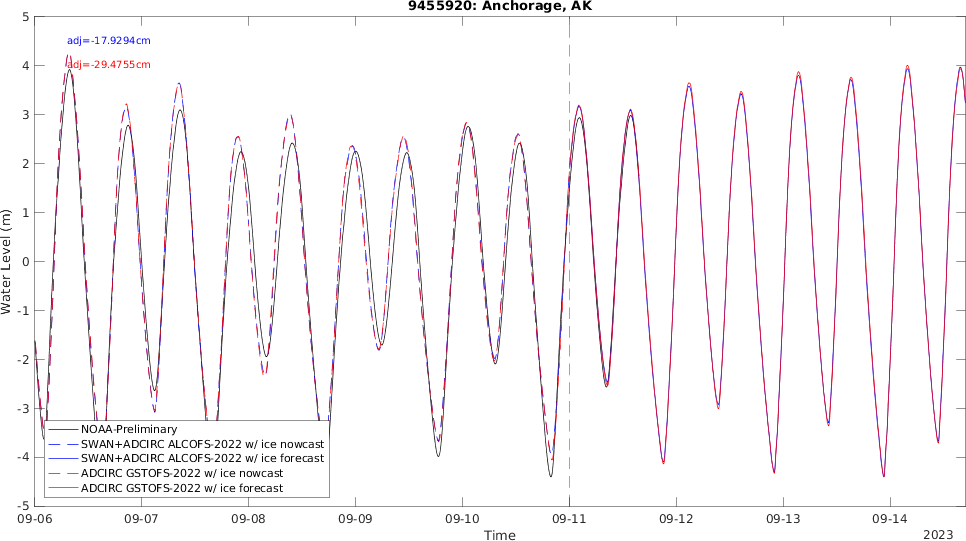 9455920: Anchorage, AK
5
adj=-17.9294cm
4
adj=-29.4755cm
3
2
1
0
-1
-2
-3
-4
-5
Water Level (m)
NOAA-Preliminary
SWAN+ADCIRC ALCOFS-2022 w/ ice nowcast
SWAN+ADCIRC ALCOFS-2022 w/ ice forecast
ADCIRC GSTOFS-2022 w/ ice nowcast
ADCIRC GSTOFS-2022 w/ ice forecast
09-06 09-07 09-08 09-09 09-10 09-11 09-12 09-13 09-14
Time
2023